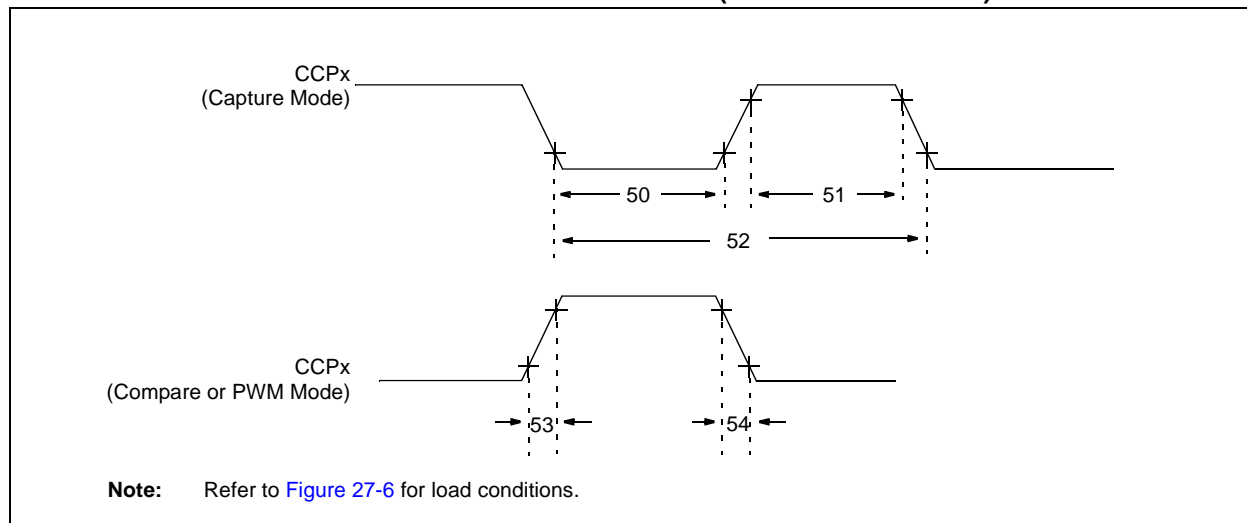 CCPx
(Capture Mode)
50
51
52
CCPx
(Compare or PWM Mode)
53
54
Note: Refer to Figure 27-6 for load conditions.